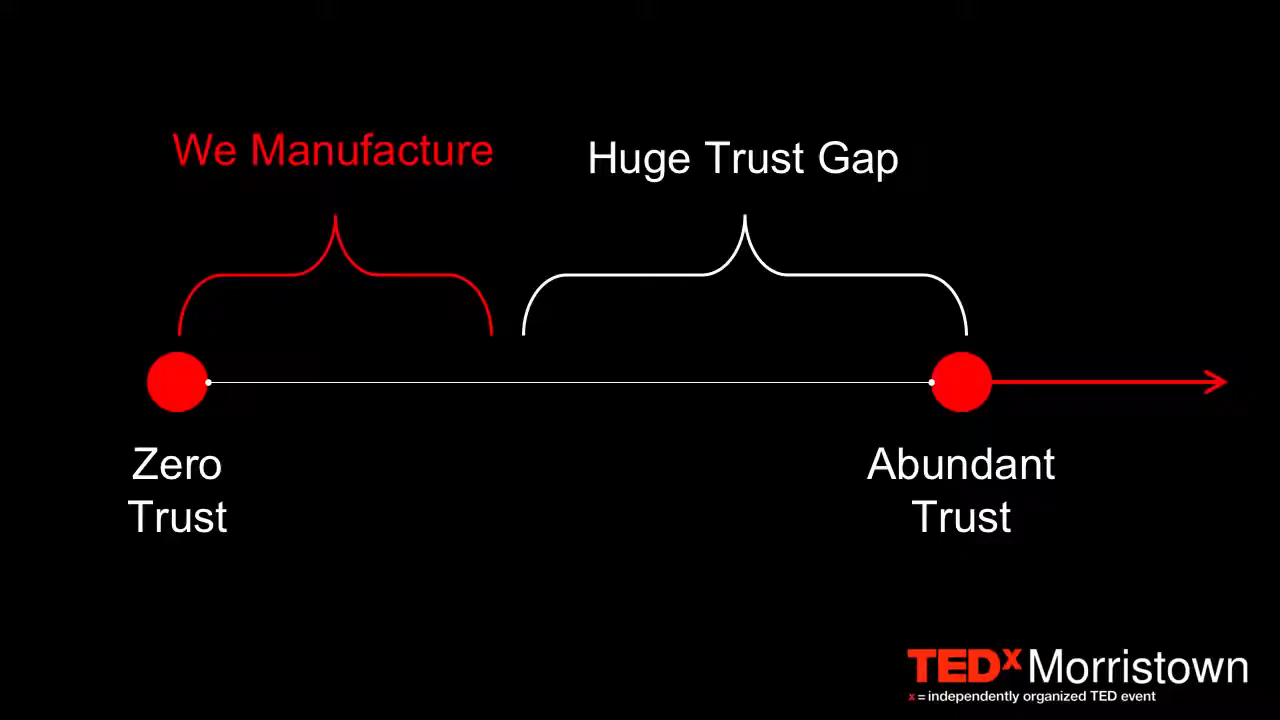 We Manufacture
Huge Trust Gap
Zero
Trust
Abundant
Trust
TEDx Morristown
x = independently organized TED event